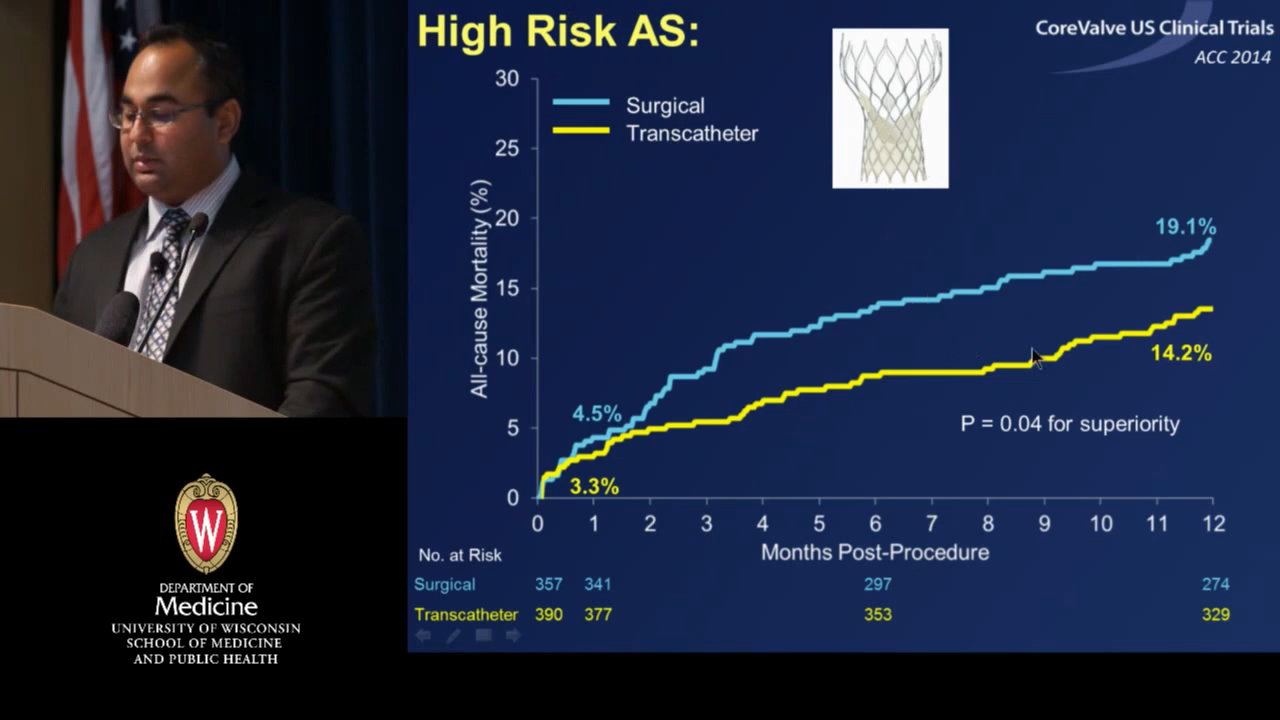 High Risk AS:
CoreValve US Clinical Trials
ACC 2014
Surgical
Transcatheter
All-cause Mortality (%)
30
25
20
15
10
5
0
19.1%
14.2%
4.5%
3.3%
P = 0.04 for superiority
0 1 2 3 4 5 6 7 8 9 10 11 12
Months Post-Procedure
No. at Risk
Surgical 357 341 297 274
Transcatheter 390 377 353 329
W
DEPARTMENT OF
Medicine
UNIVERSITY OF WISCONSIN
SCHOOL OF MEDICINE
AND PUBLIC HEALTH